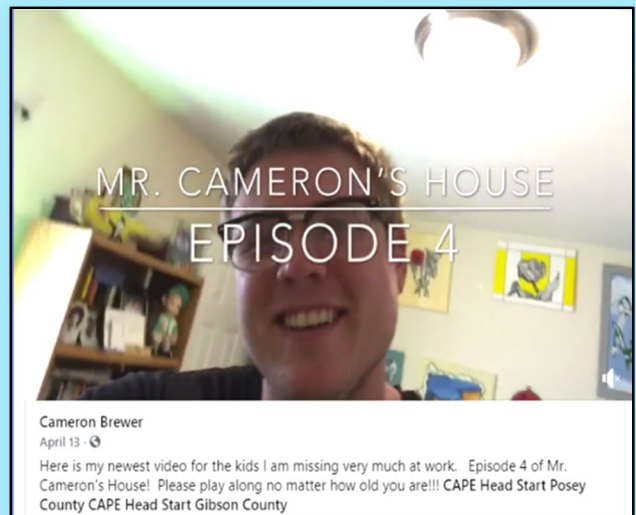 MR. CAMERON'S HOUSE
EPISODE 4
Cameron Brewer
April 13 ·
Here is my newest video for the kids I am missing very much at work. Episode 4 of Mr.
Cameron's House! Please play along no matter how old you are!!! CAPE Head Start Posey
County CAPE Head Start Gibson County